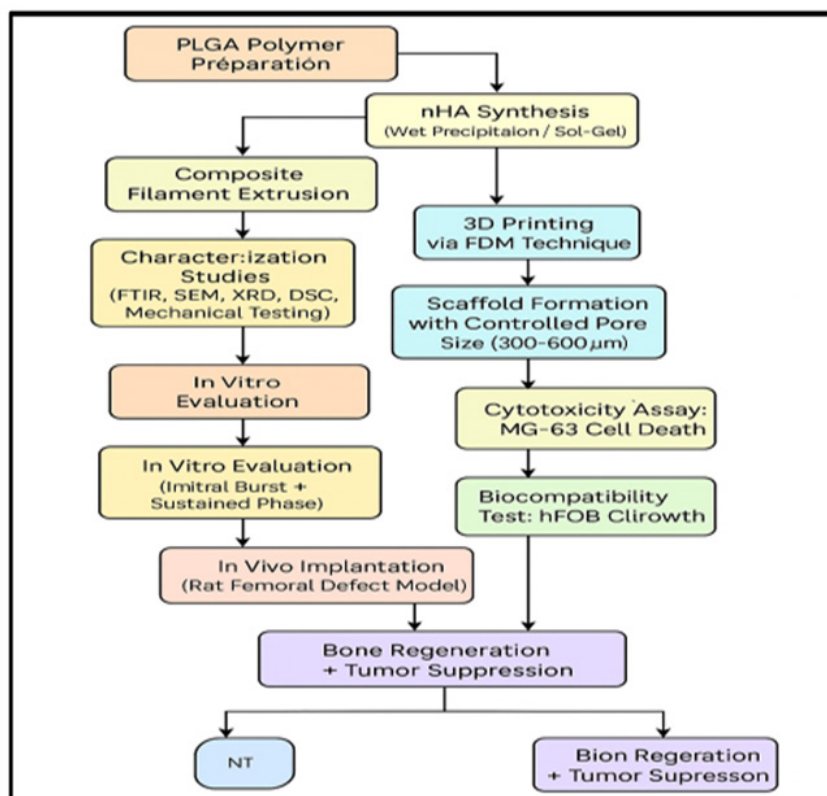 PLGA Polymer
Préparatión
nHA Synthesis
(Wet Precipitaion / Sol-Gel)
Composite
Filament Extrusion
3D Printing
via FDM Technique
Character:ization
Studies
(FTIR, SEM, XRD, DSC,
Mechanical Testing)
Scaffold Formation
with Controlled Pore
Size (300-600 µm)
In Vitro
Evaluation
Cytotoxicity Assay:
MG-63 Cell Death
In Vitro Evaluation
(Imitral Burst +
Sustained Phase)
Biocompatibility
Test: hFOB Clirowth
In Vivo Implantation
(Rat Femoral Defect Model)
Bone Regeneration
+ Tumor Suppression
NT
Bion Regeration
+ Tumor Supresson